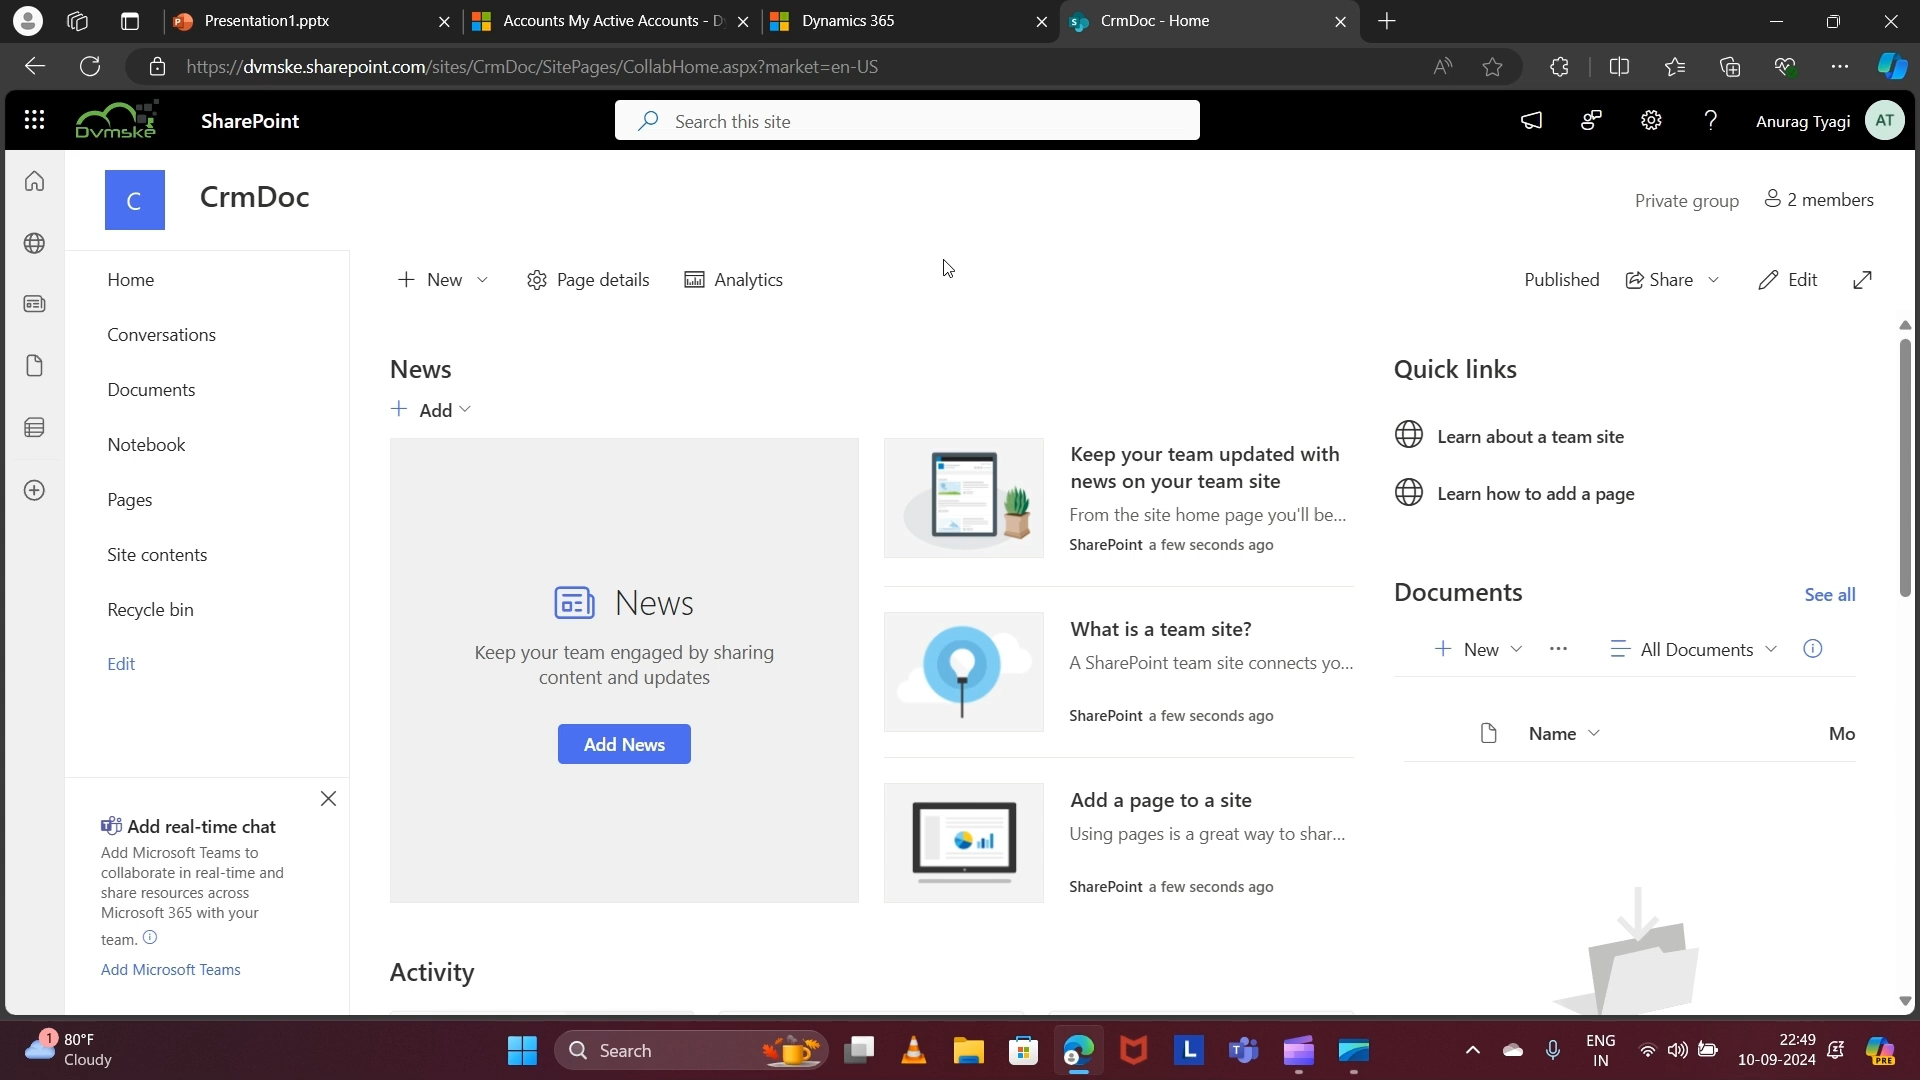 Presentation1.pptx
Accounts My Active Accounts - D
Dynamics 365
CrmDoc - Home
https://dvmske.sharepoint.com/sites/CrmDoc/SitePages/CollabHome.aspx?market=en-US
Dvmske
SharePoint
Search this site
Anurag Tyagi
AT
C
CrmDoc
Private group
2 members
Home
Conversations
Documents
Notebook
Pages
Site contents
Recycle bin
Edit
Add real-time chat
Add Microsoft Teams to
collaborate in real-time and
share resources across
Microsoft 365 with your
team.
Add Microsoft Teams
New
Page details
Analytics
Published
Share
Edit
News
Add
News
Keep your team engaged by sharing
content and updates
Add News
Keep your team updated with
news on your team site
From the site home page you'll be...
SharePoint a few seconds ago
What is a team site?
A SharePoint team site connects yo...
SharePoint a few seconds ago
Add a page to a site
Using pages is a great way to shar...
SharePoint a few seconds ago
Activity
Quick links
Learn about a team site
Learn how to add a page
Documents
See all
New
All Documents
Name
Mo
1
80°F
Cloudy
Search
L
ENG
IN
22:49
10-09-2024
PRE